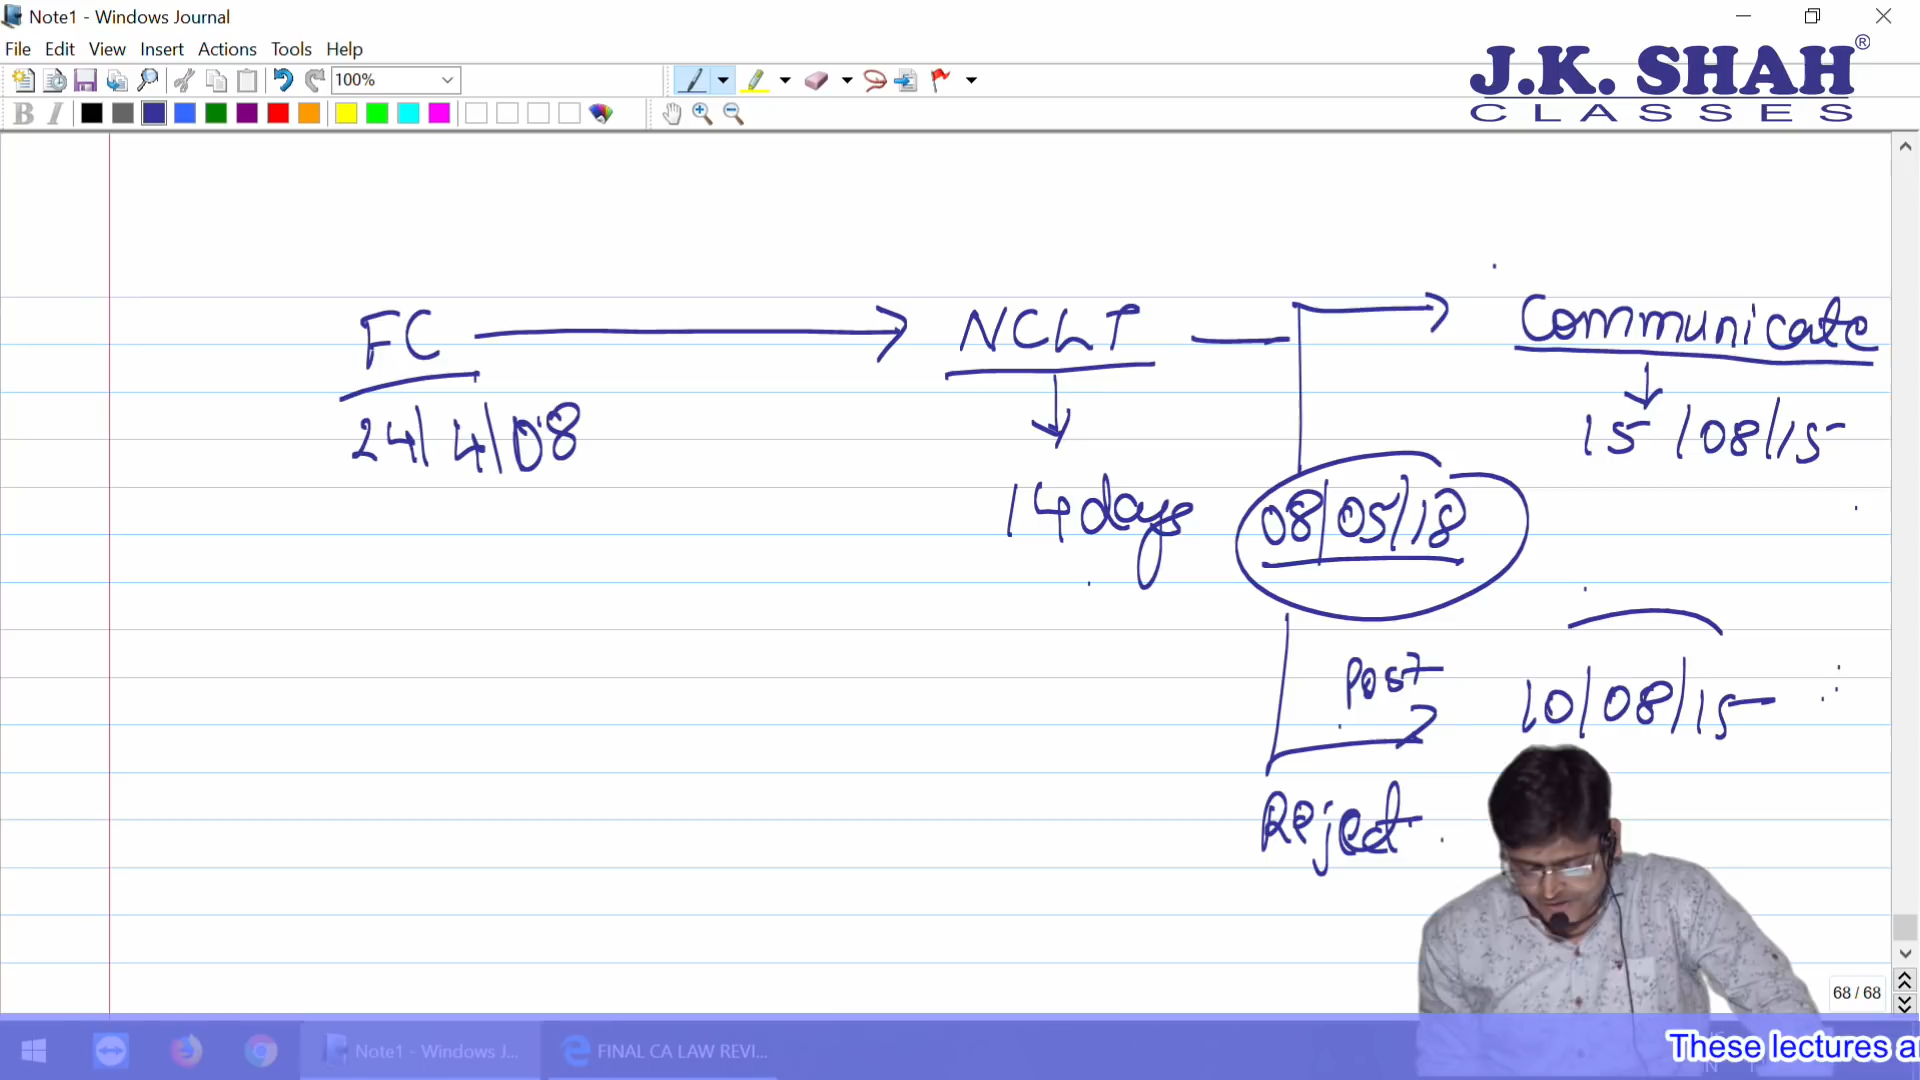 Note1 - Windows Journal
File Edit View Insert Actions Tools Help
100%
B I
J.K. SHAH®
CLASSES
FC NCLT Communicate
24/4/08 15/08/15
14 days 08/05/18
Post 10/08/15
Reject
68 / 68
Note1 - Windows J... FINAL CA LAW REVI...
These lectures a